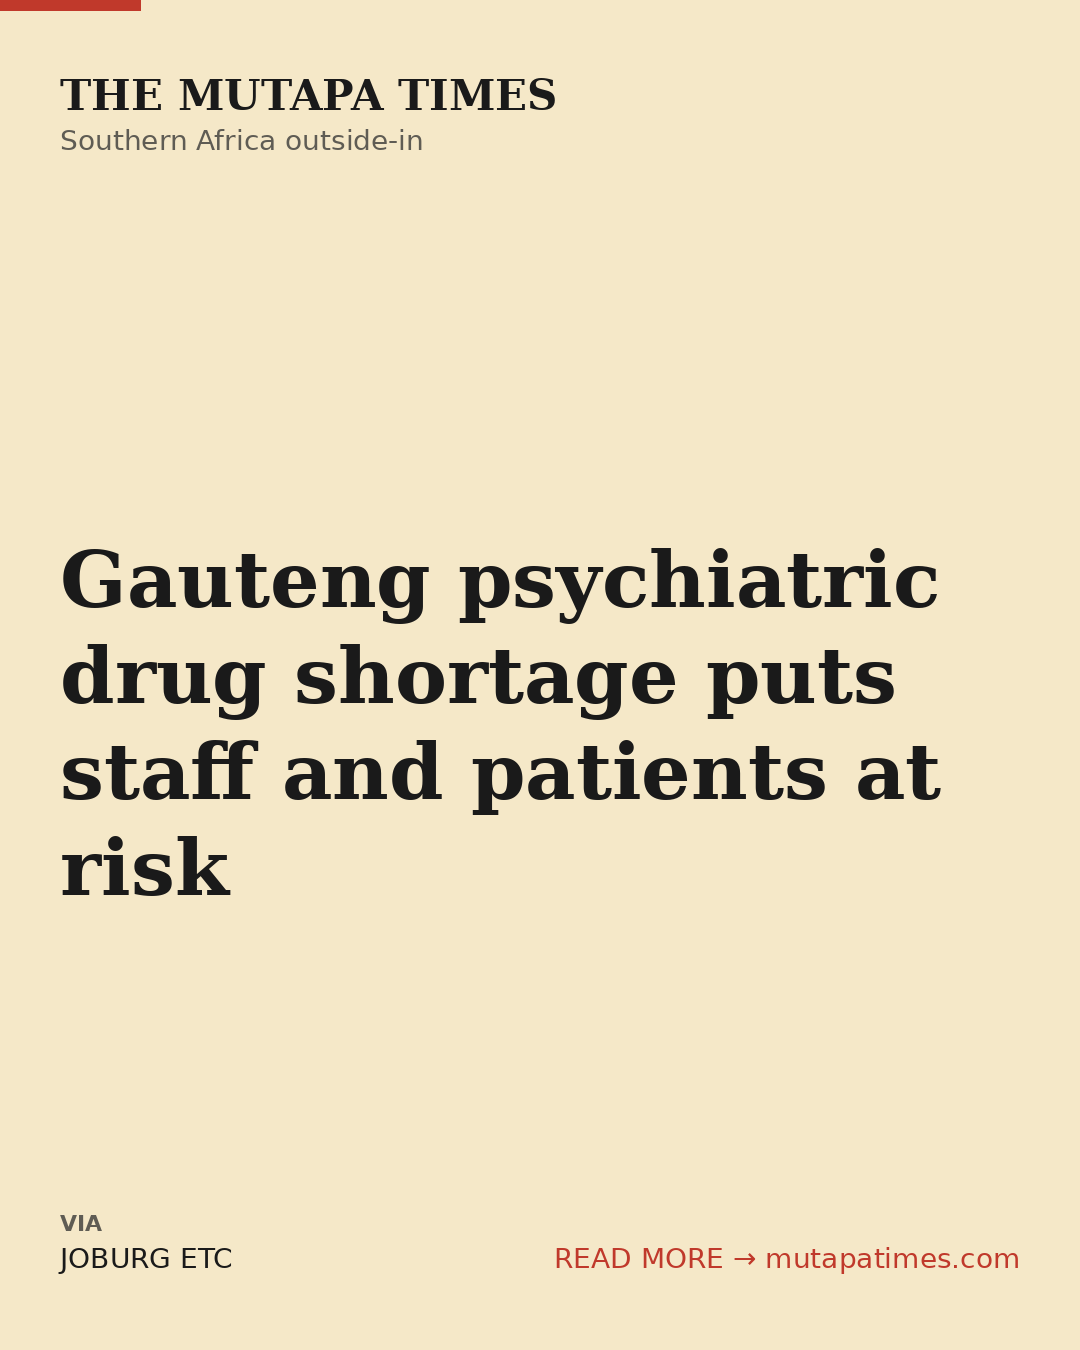 THE MUTAPA TIMES
Southern Africa outside-in
Gauteng psychiatric
drug shortage puts
staff and patients at
risk
VIA
JOBURG ETC
READ MORE → mutapatimes.com